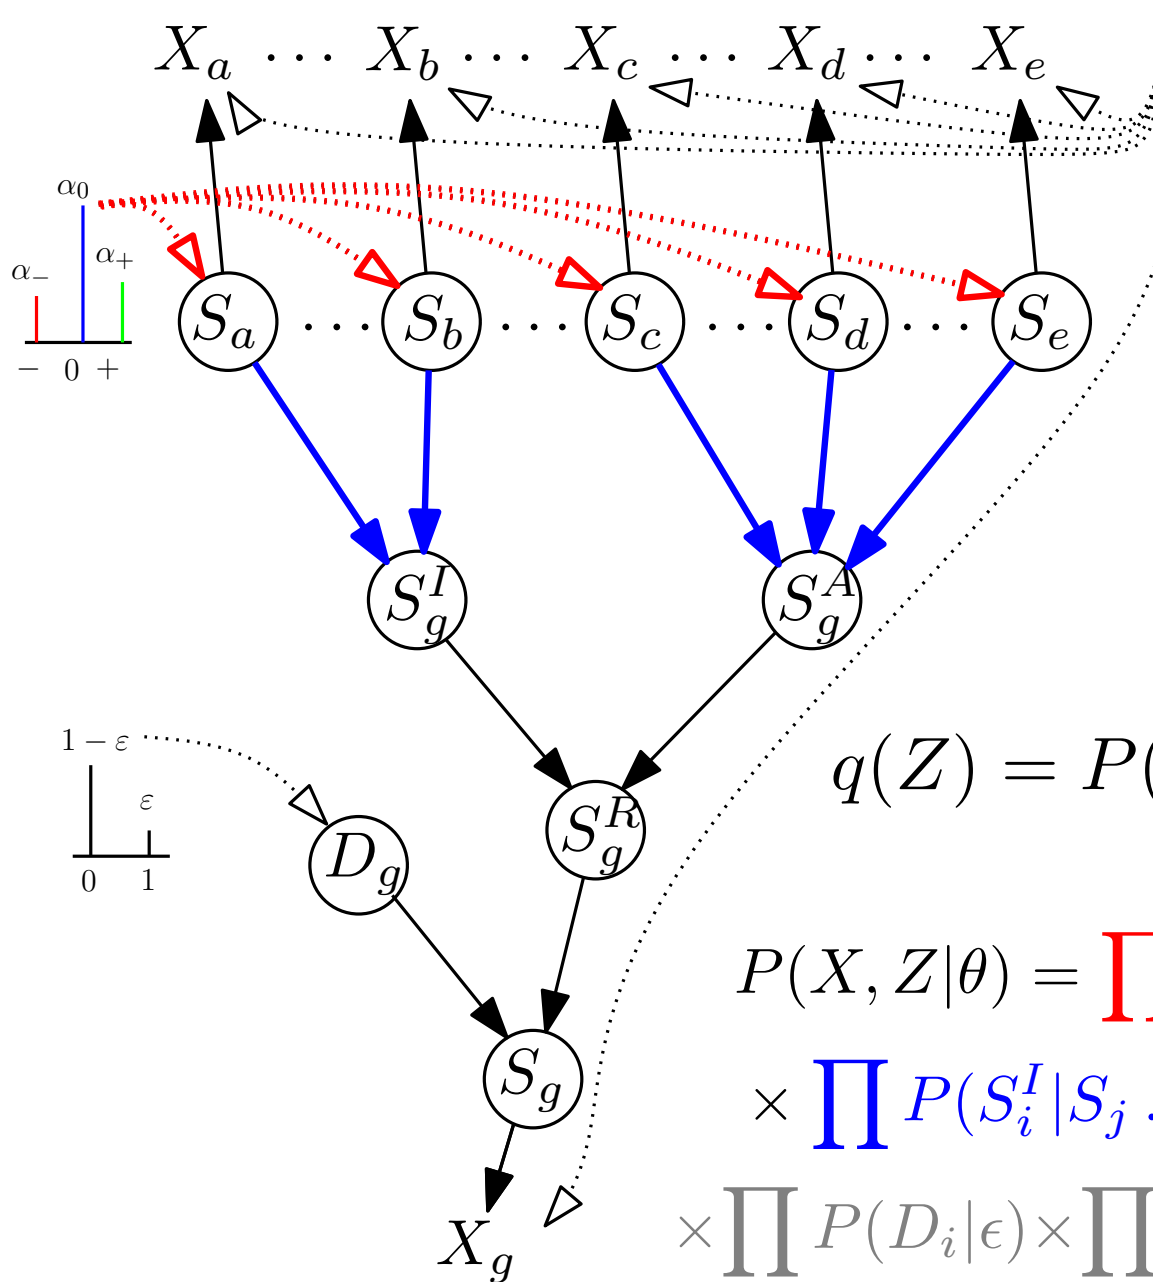 X_a ··· X_b ··· X_c ··· X_d ··· X_e
α_0
α_+
α_-
S_a ··· S_b ··· S_c ··· S_d ··· S_e
− 0 +
S_g^I S_g^A
1 − ε
ε
q(Z) = P(
S_g^R
D_g
0 1
P(X, Z|θ) = ∏
S_g
× ∏ P(S_i^I|S_j .
× ∏ P(D_i|ϵ) × ∏
X_g